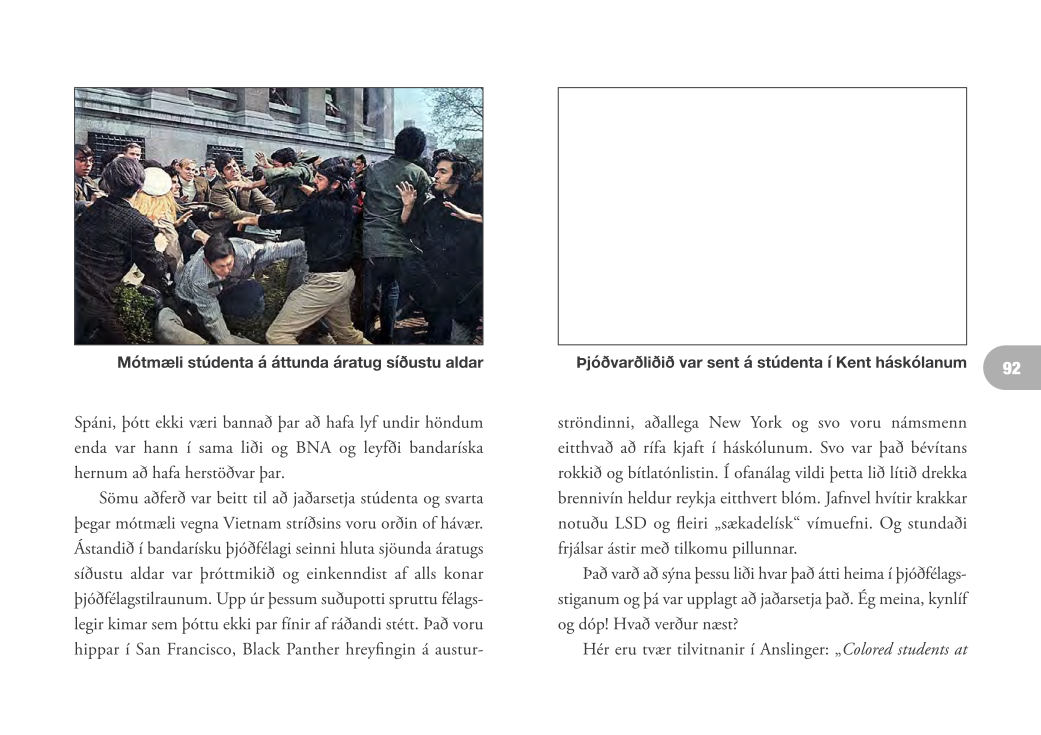 Mótmæli stúdenta á áttunda áratug síðustu aldar
Spáni, þótt ekki væri bannað þar að hafa lyf undir höndum
enda var hann í sama liði og BNA og leyfði bandaríska
hernum að hafa herstöðvar þar.
Sömu aðferð var beitt til að jaðarsetja stúdenta og svarta
þegar mótmæli vegna Vietnam stríðsins voru orðin of hávær.
Ástandið í bandarísku þjóðfélagi seinni hluta sjöunda áratugs
síðustu aldar var þróttmikið og einkenndist af alls konar
þjóðfélagstilraunum. Upp úr þessum suðupotti spruttu félags-
legir kimar sem þóttu ekki par fínir af ráðandi stétt. Það voru
hippar í San Francisco, Black Panther hreyfingin á austur-
Þjóðvarðliðið var sent á stúdenta í Kent háskólanum
92
ströndinni, aðallega New York og svo voru námsmenn
eitthvað að rífa kjaft í háskólunum. Svo var það bévítans
rokkið og bítlatónlistin. Í ofanálag vildi þetta lið lítið drekka
brennivín heldur reykja eitthvert blóm. Jafnvel hvítir krakkar
notuðu LSD og fleiri „sækadelísk“ vímuefni. Og stundaði
frjálsar ástir með tilkomu pillunnar.
Það varð að sýna þessu liði hvar það átti heima í þjóðfélags-
stiganum og þá var upplagt að jaðarsetja það. Ég meina, kynlíf
og dóp! Hvað verður næst?
Hér eru tvær tilvitnanir í Anslinger: „Colored students at